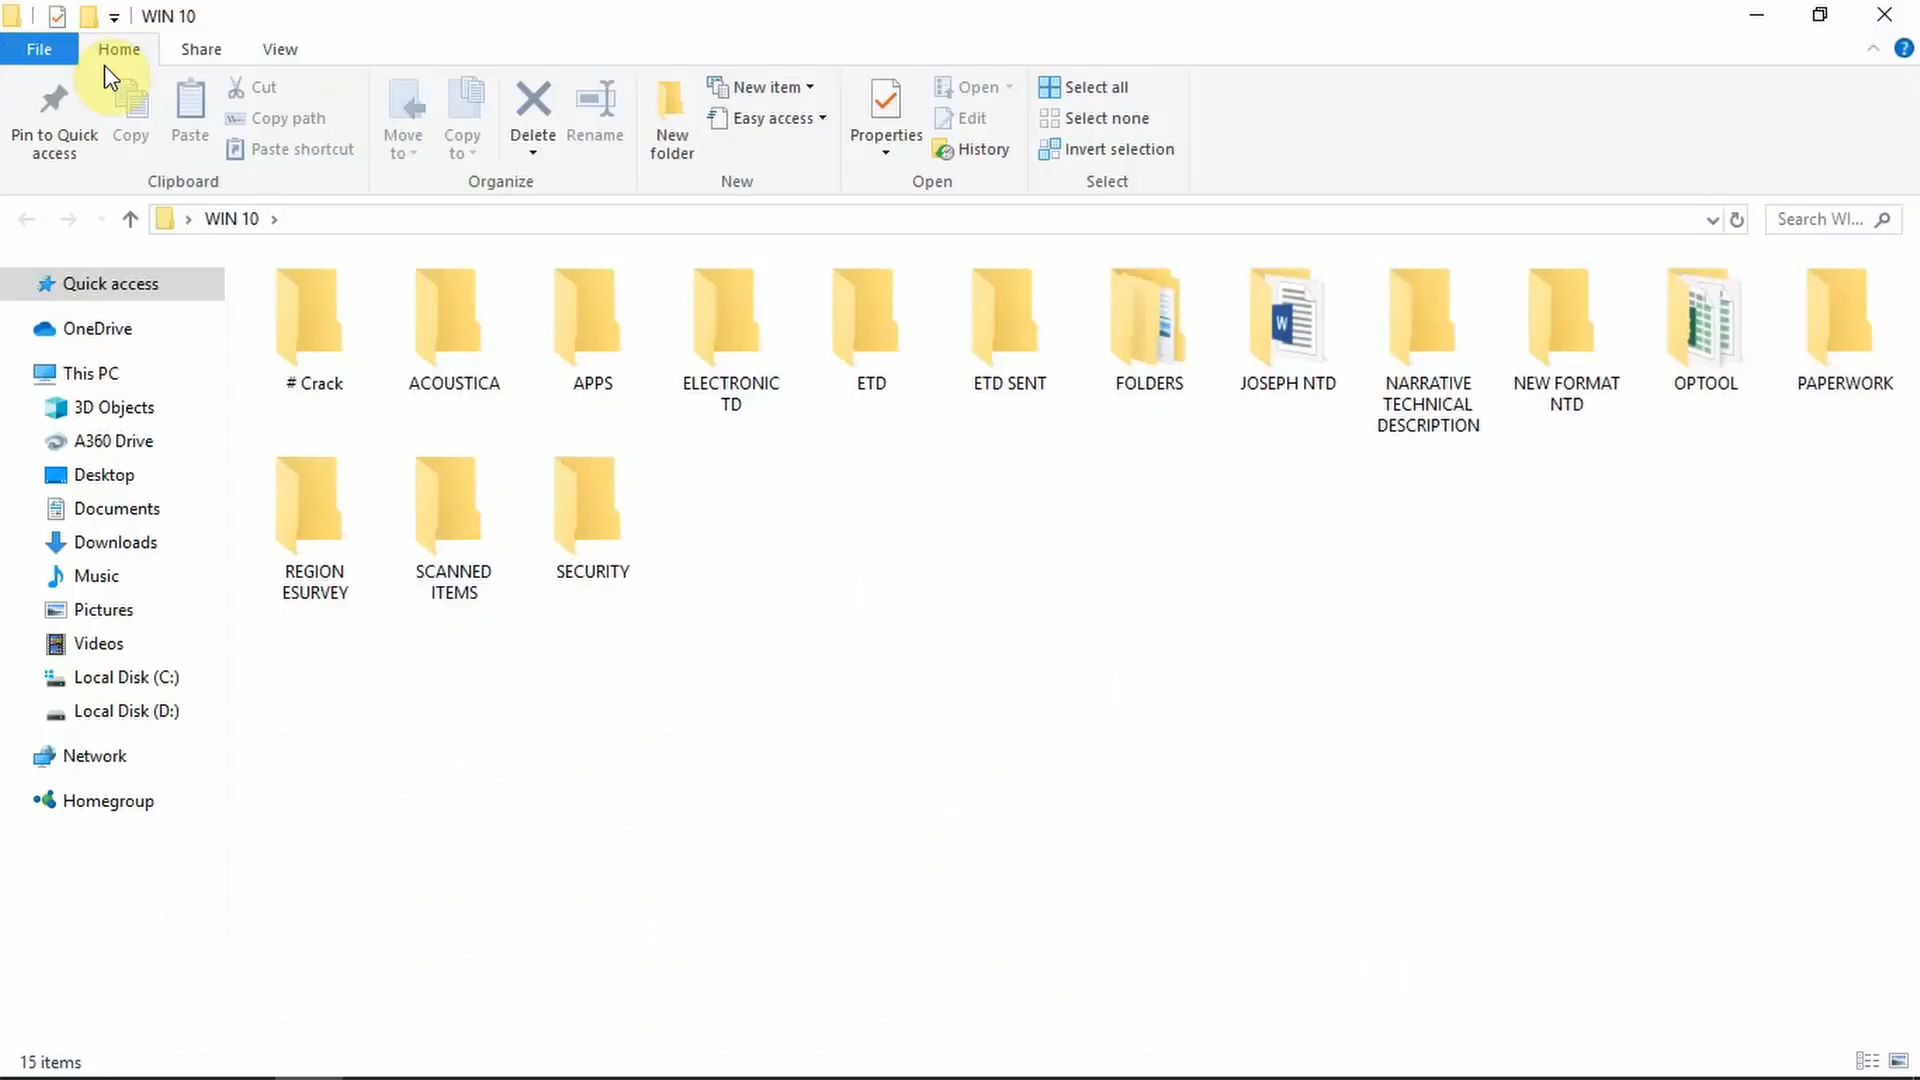 WIN 10
File Home Share View
Pin to Quick access
Copy
Paste
Cut
Copy path
Paste shortcut
Clipboard
Move to
Copy to
Delete
Rename
Organize
New folder
New item
Easy access
New
Properties
Open
Edit
History
Open
Select all
Select none
Invert selection
Select
WIN 10
Search WI...
Quick access
OneDrive
This PC
3D Objects
A360 Drive
Desktop
Documents
Downloads
Music
Pictures
Videos
Local Disk (C:)
Local Disk (D:)
Network
Homegroup
# Crack
ACOUSTICA
APPS
ELECTRONIC
TD
ETD
ETD SENT
FOLDERS
W
JOSEPH NTD
NARRATIVE
TECHNICAL
DESCRIPTION
NEW FORMAT
NTD
OPTOOL
PAPERWORK
REGION
ESURVEY
SCANNED
ITEMS
SECURITY
15 items